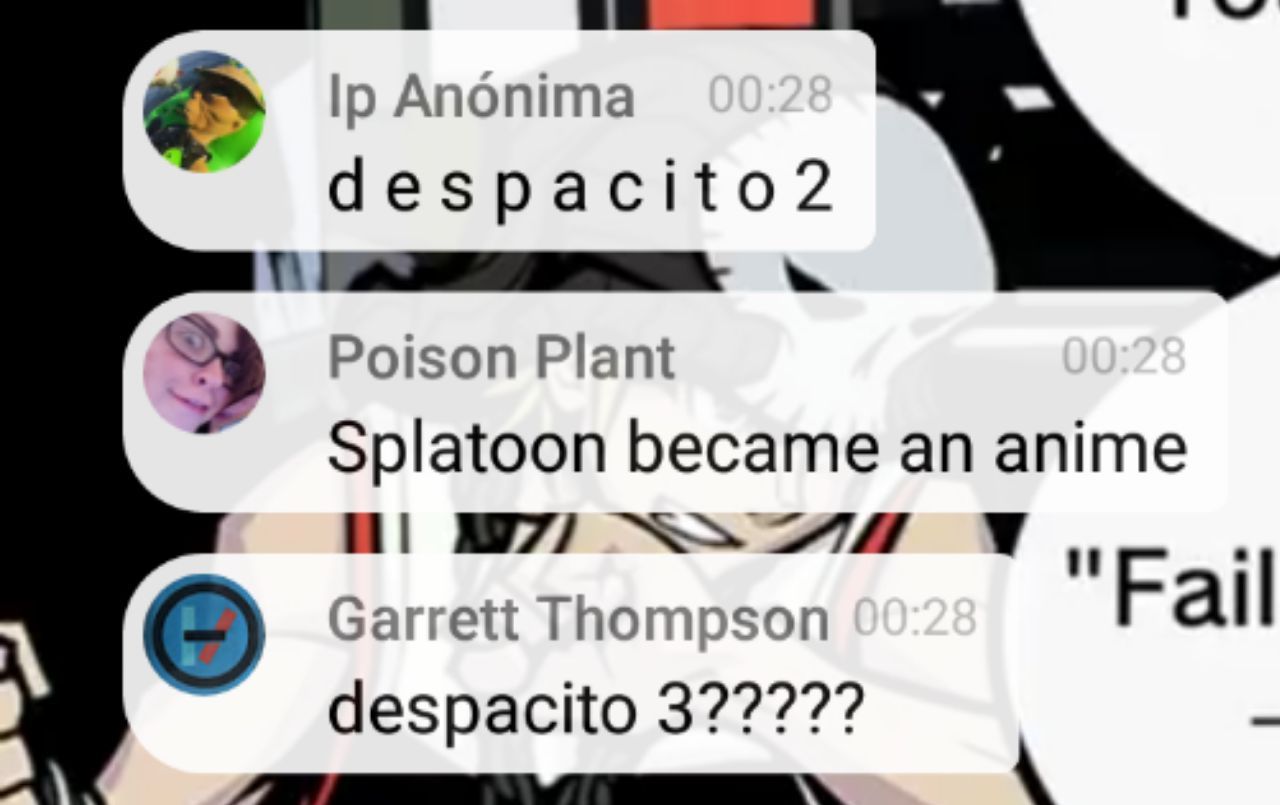 Ip Anónima 00:28
d e s p a c i t o 2
Poison Plant 00:28
Splatoon became an anime
"Fail
Garrett Thompson 00:28
despacito 3?????